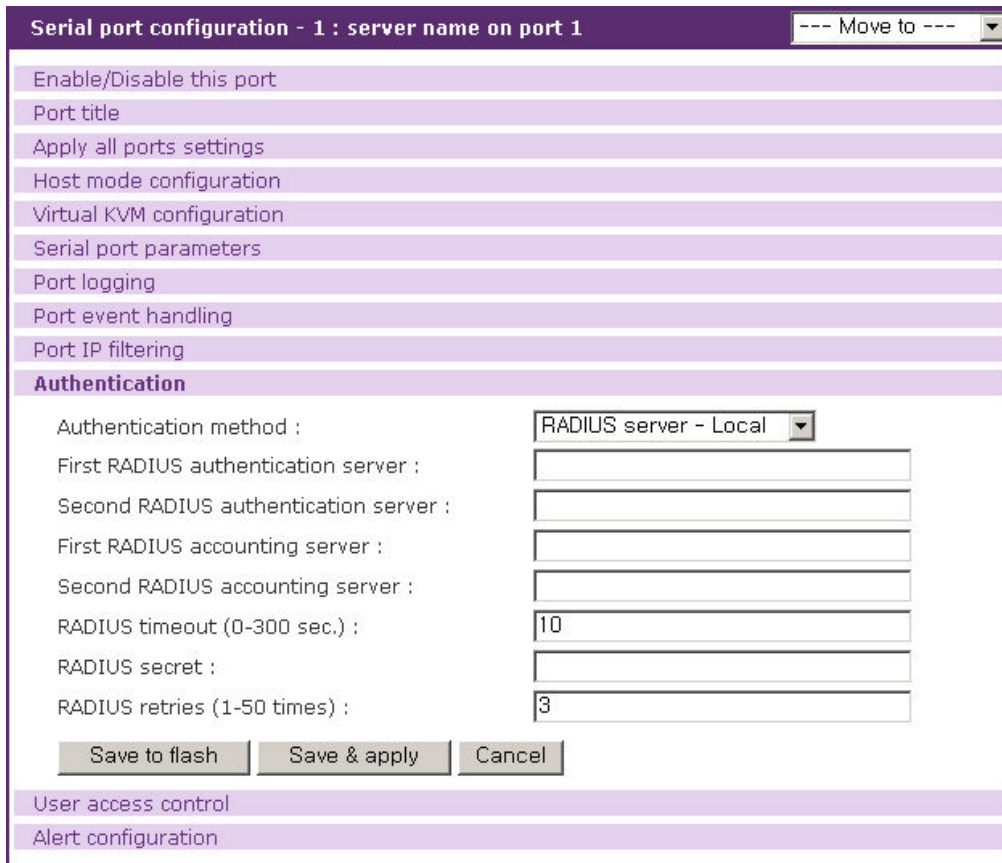 Serial port configuration - 1 : server name on port 1 --- Move to ---
Enable/Disable this port
Port title
Apply all ports settings
Host mode configuration
Virtual KVM configuration
Serial port parameters
Port logging
Port event handling
Port IP filtering
Authentication
Authentication method : RADIUS server - Local
First RADIUS authentication server :
Second RADIUS authentication server :
First RADIUS accounting server :
Second RADIUS accounting server :
RADIUS timeout (0-300 sec.) : 10
RADIUS secret :
RADIUS retries (1-50 times) : 3
Save to flash Save & apply Cancel
User access control
Alert configuration